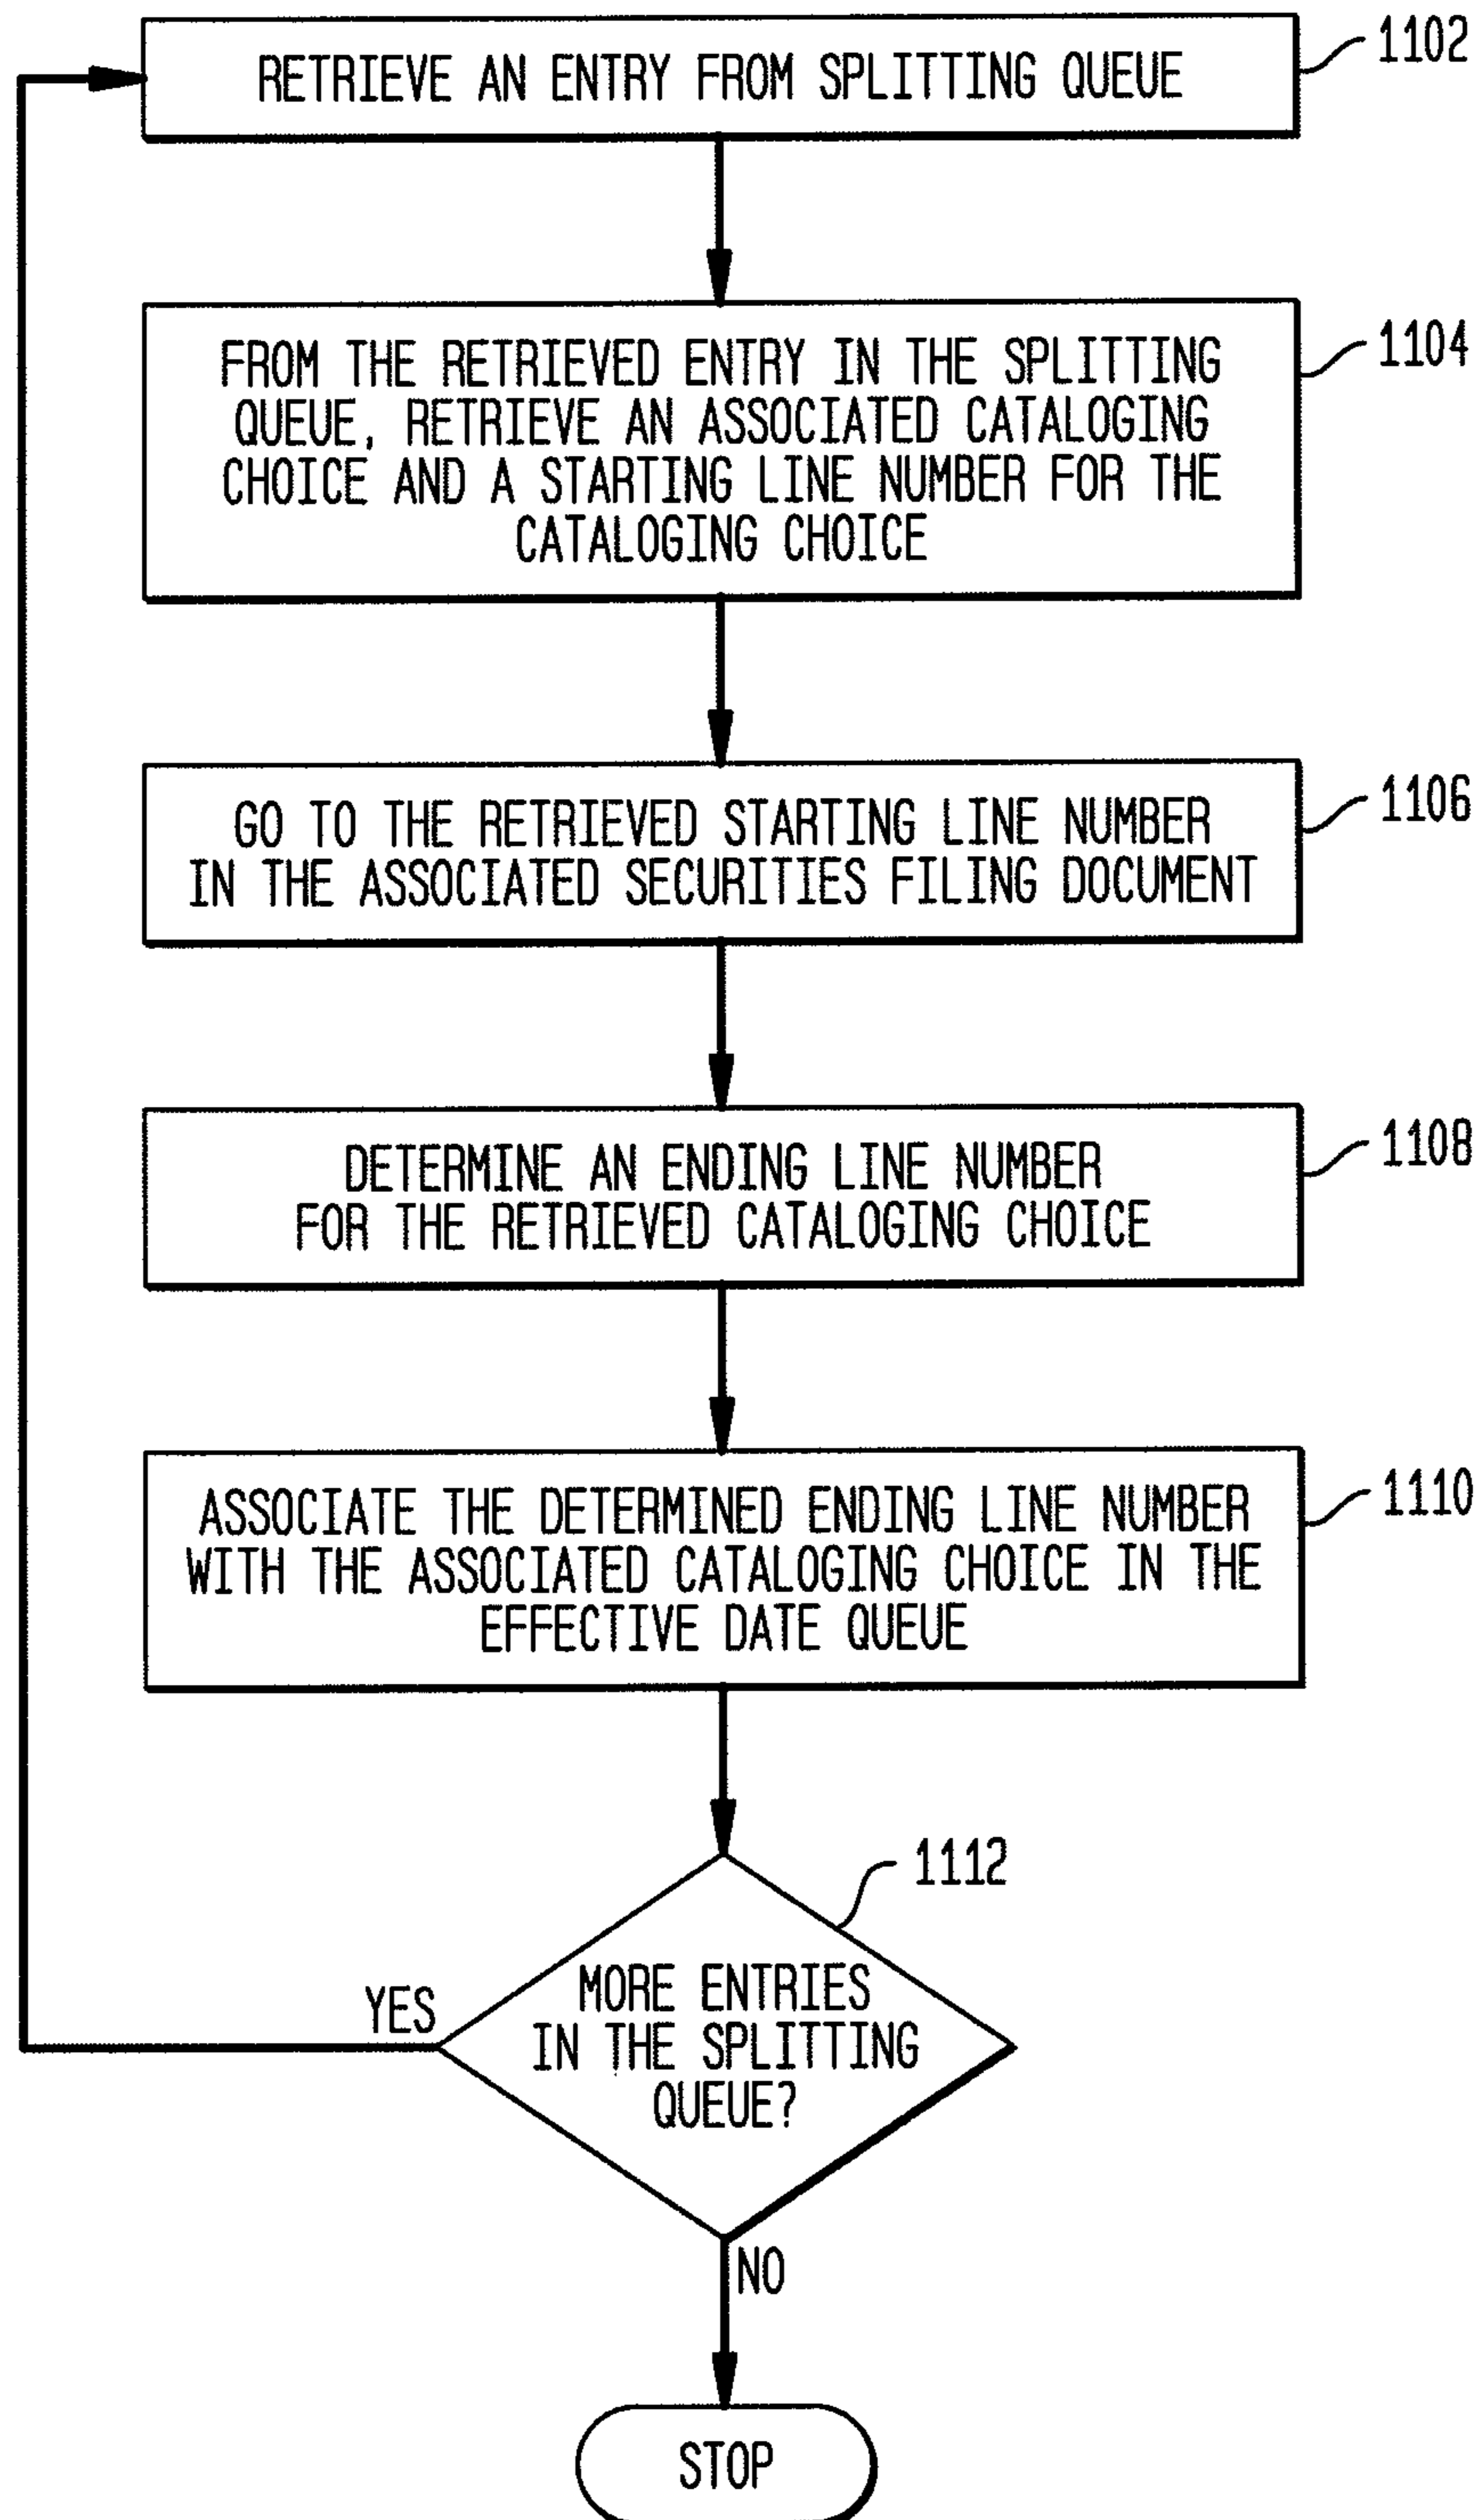 RETRIEVE AN ENTRY FROM SPLITTING QUEUE
1102
FROM THE RETRIEVED ENTRY IN THE SPLITTING
QUEUE, RETRIEVE AN ASSOCIATED CATALOGING
CHOICE AND A STARTING LINE NUMBER FOR THE
CATALOGING CHOICE
1104
GO TO THE RETRIEVED STARTING LINE NUMBER
IN THE ASSOCIATED SECURITIES FILING DOCUMENT
1106
DETERMINE AN ENDING LINE NUMBER
FOR THE RETRIEVED CATALOGING CHOICE
1108
ASSOCIATE THE DETERMINED ENDING LINE NUMBER
WITH THE ASSOCIATED CATALOGING CHOICE IN THE
EFFECTIVE DATE QUEUE
1110
1112
MORE ENTRIES
IN THE SPLITTING
QUEUE?
YES
NO
STOP